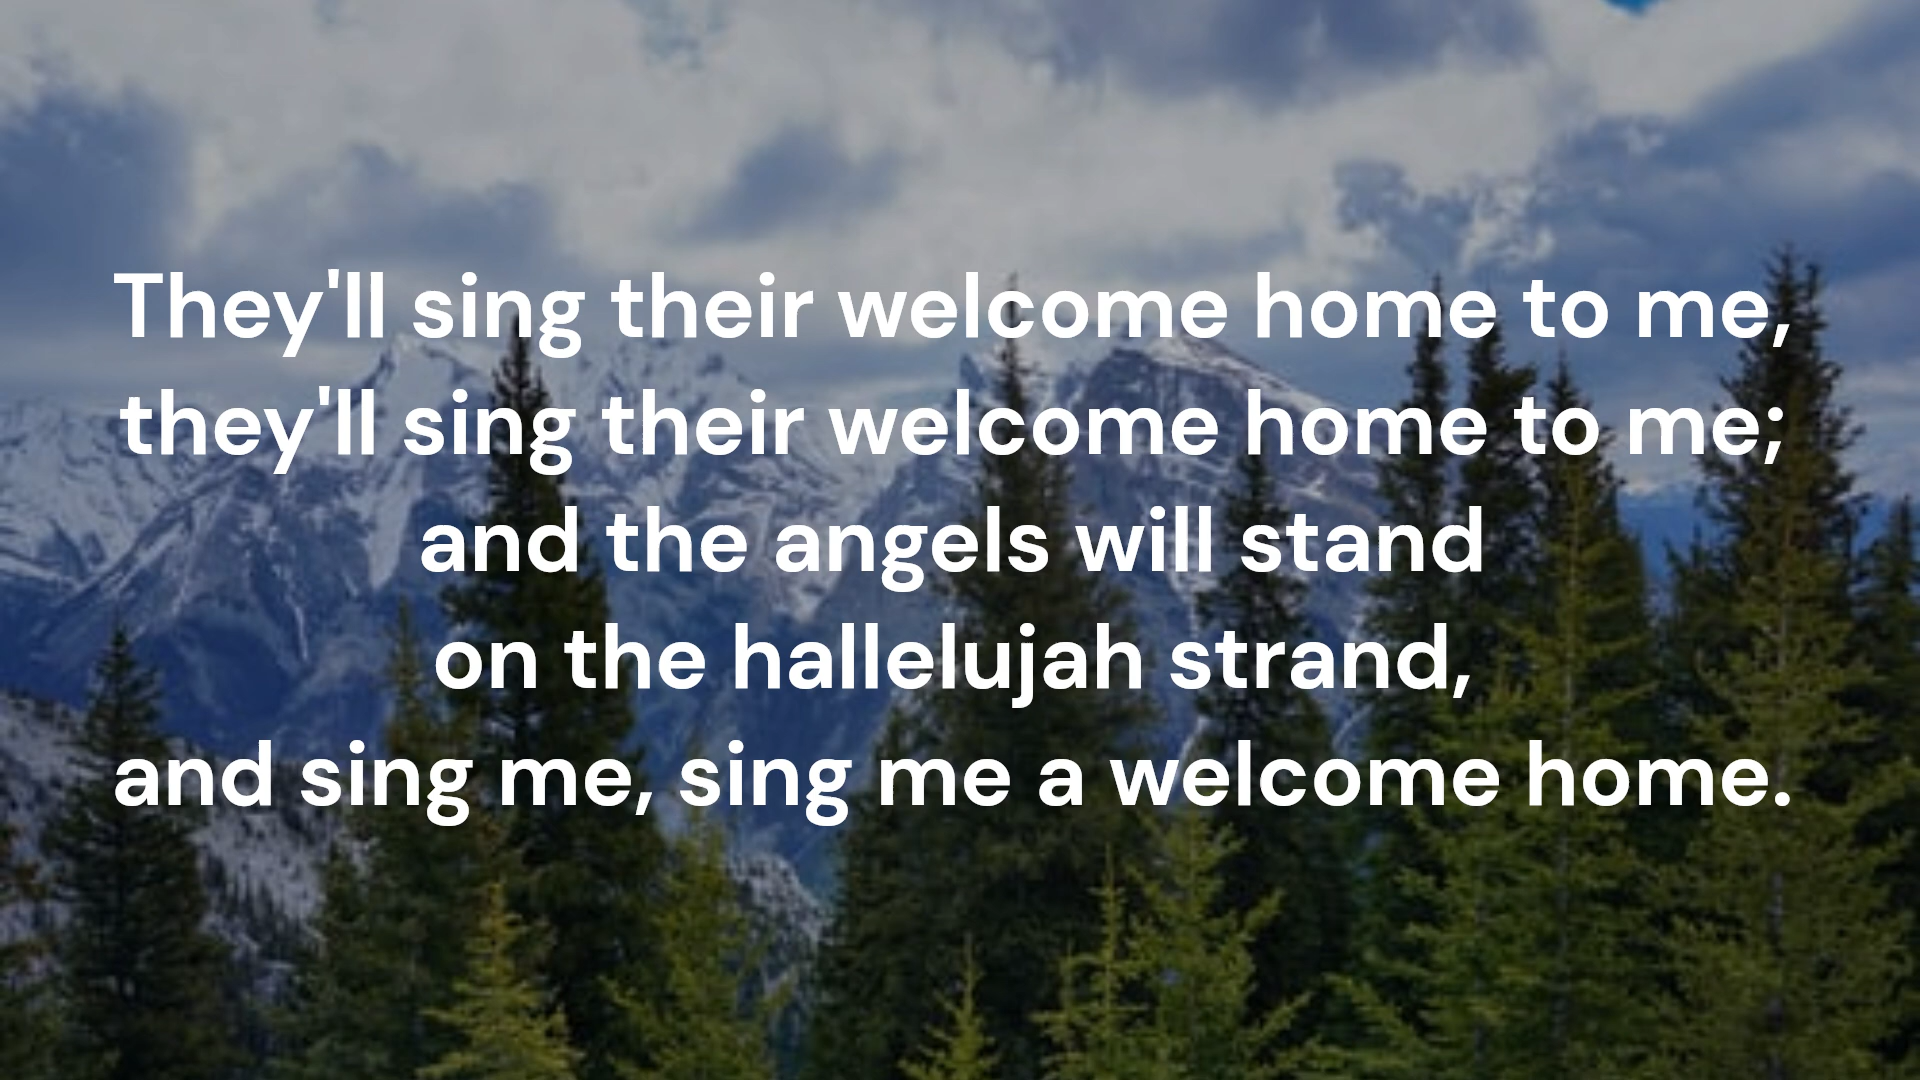 They'll sing their welcome home to me,
they'll sing their welcome home to me;
and the angels will stand
on the hallelujah strand,
and sing me, sing me a welcome home.